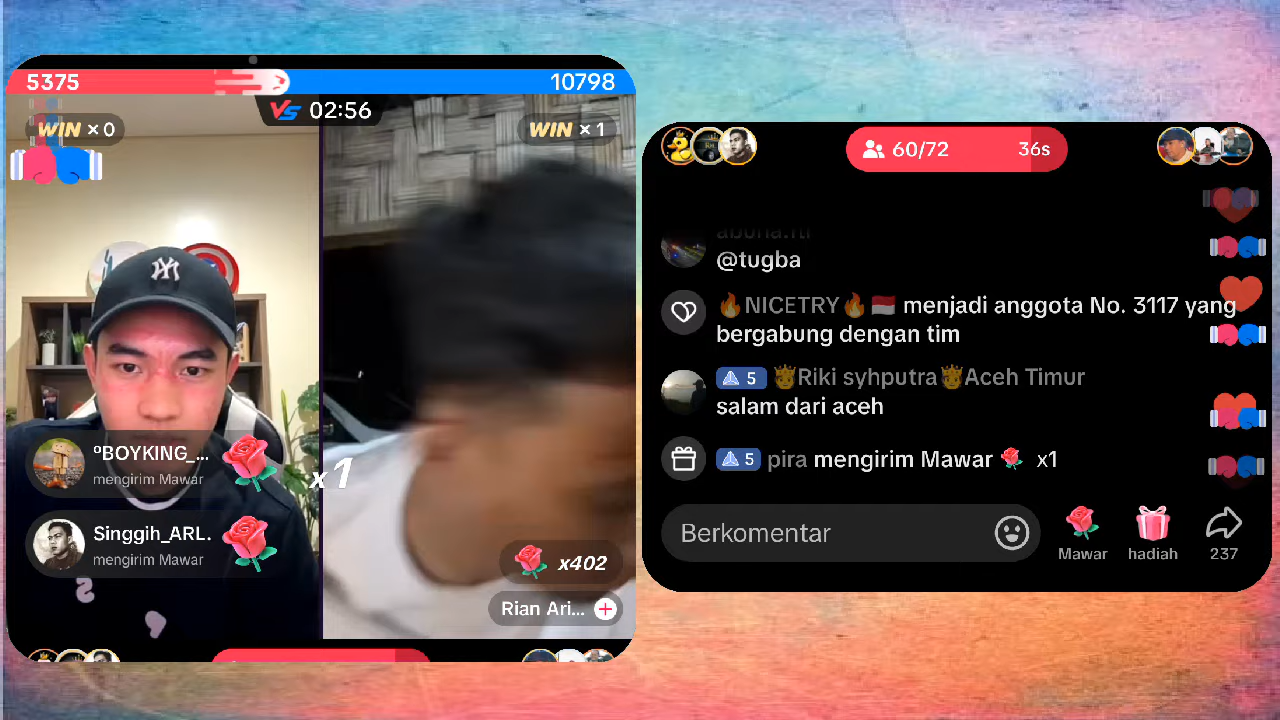 5375
10798
VS 02:56
WIN × 0
WIN × 1
ºBOYKING_...
mengirim Mawar
x1
Singgih_ARL.
mengirim Mawar
x402
Rian Ari... +
60/72 36s
@tugba
🔥NICETRY🔥🇮🇩 menjadi anggota No. 3117 yang
bergabung dengan tim
5 🤴Riki syhputra🤴Aceh Timur
salam dari aceh
5 pira mengirim Mawar 🌹 x1
Berkomentar
Mawar
hadiah
237